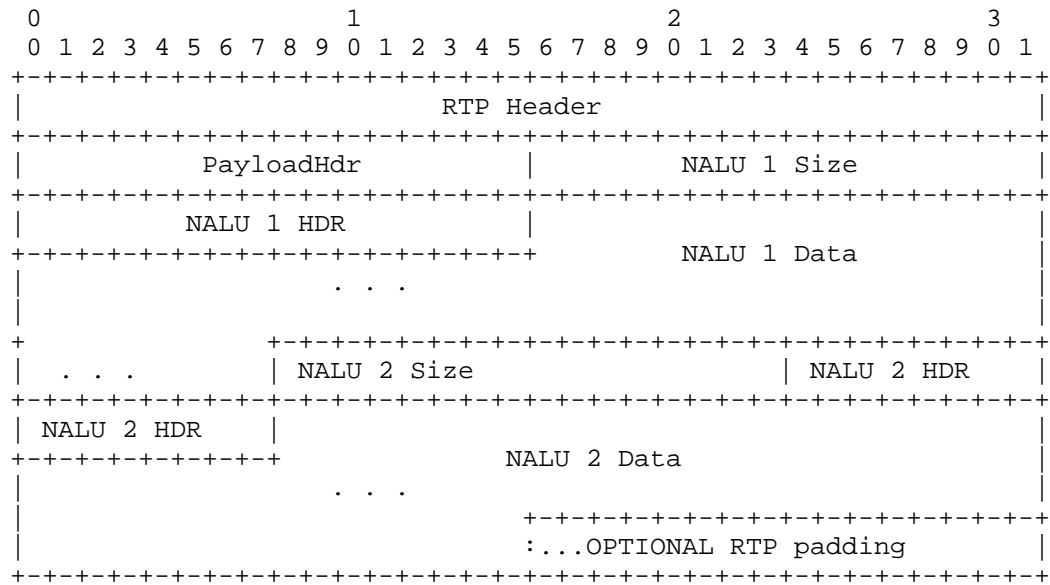 0                   1                   2                   3
0 1 2 3 4 5 6 7 8 9 0 1 2 3 4 5 6 7 8 9 0 1 2 3 4 5 6 7 8 9 0 1
+-+-+-+-+-+-+-+-+-+-+-+-+-+-+-+-+-+-+-+-+-+-+-+-+-+-+-+-+-+-+-+-+
|                          RTP Header                           |
+-+-+-+-+-+-+-+-+-+-+-+-+-+-+-+-+-+-+-+-+-+-+-+-+-+-+-+-+-+-+-+-+
|           PayloadHdr          |         NALU 1 Size           |
+-+-+-+-+-+-+-+-+-+-+-+-+-+-+-+-+-+-+-+-+-+-+-+-+-+-+-+-+-+-+-+-+
|          NALU 1 HDR           |                               |
+-+-+-+-+-+-+-+-+-+-+-+-+-+-+-+-+         NALU 1 Data           |
|                   . . .                                       |
|                                                               |
+               +-+-+-+-+-+-+-+-+-+-+-+-+-+-+-+-+-+-+-+-+-+-+-+-+
|  . . .        | NALU 2 Size                   | NALU 2 HDR    |
+-+-+-+-+-+-+-+-+-+-+-+-+-+-+-+-+-+-+-+-+-+-+-+-+-+-+-+-+-+-+-+-+
| NALU 2 HDR    |                                               |
+-+-+-+-+-+-+-+-+              NALU 2 Data                      |
|                   . . .                                       |
|                               +-+-+-+-+-+-+-+-+-+-+-+-+-+-+-+-+
|                               :...OPTIONAL RTP padding        |
+-+-+-+-+-+-+-+-+-+-+-+-+-+-+-+-+-+-+-+-+-+-+-+-+-+-+-+-+-+-+-+-+